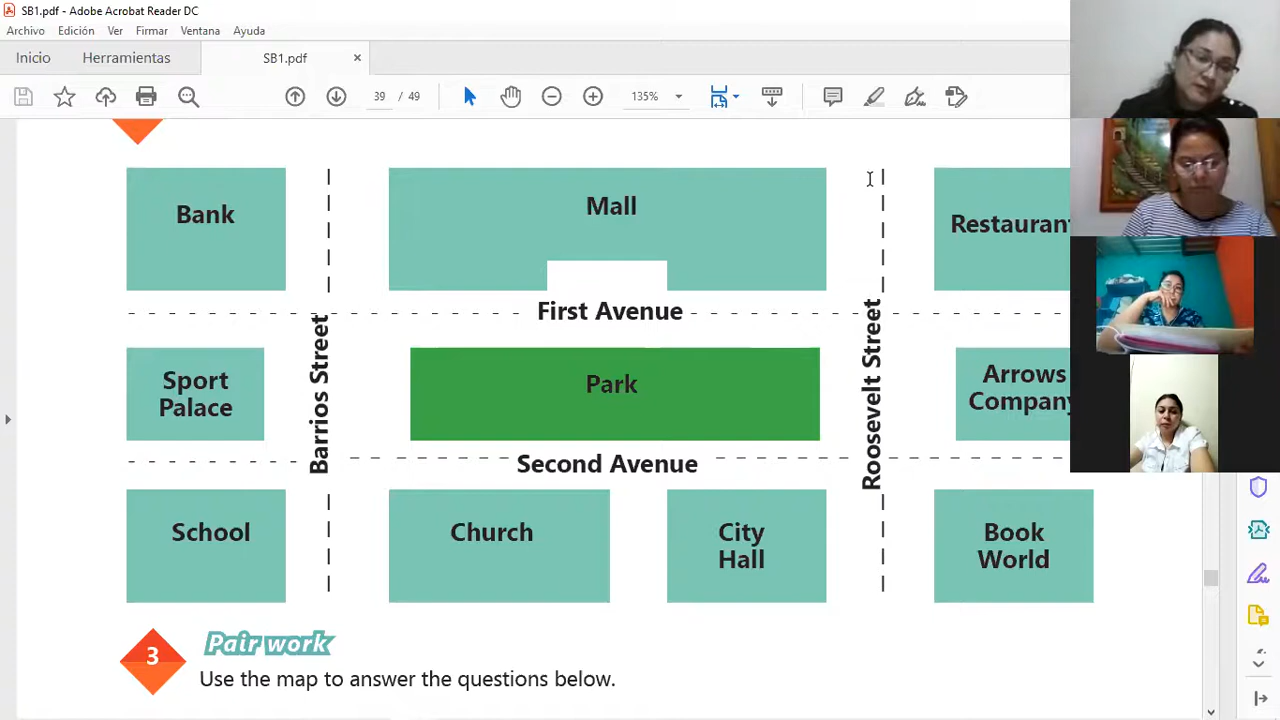 SB1.pdf - Adobe Acrobat Reader DC
Archivo Edición Ver Firmar Ventana Ayuda
Inicio Herramientas SB1.pdf ×
39 / 49 135%
Bank
Mall
Restauran
First Avenue
Barrios Street
Roosevelt Street
Sport
Palace
Park
Arrows
Company
Second Avenue
School
Church
City
Hall
Book
World
3 Pair work
Use the map to answer the questions below.